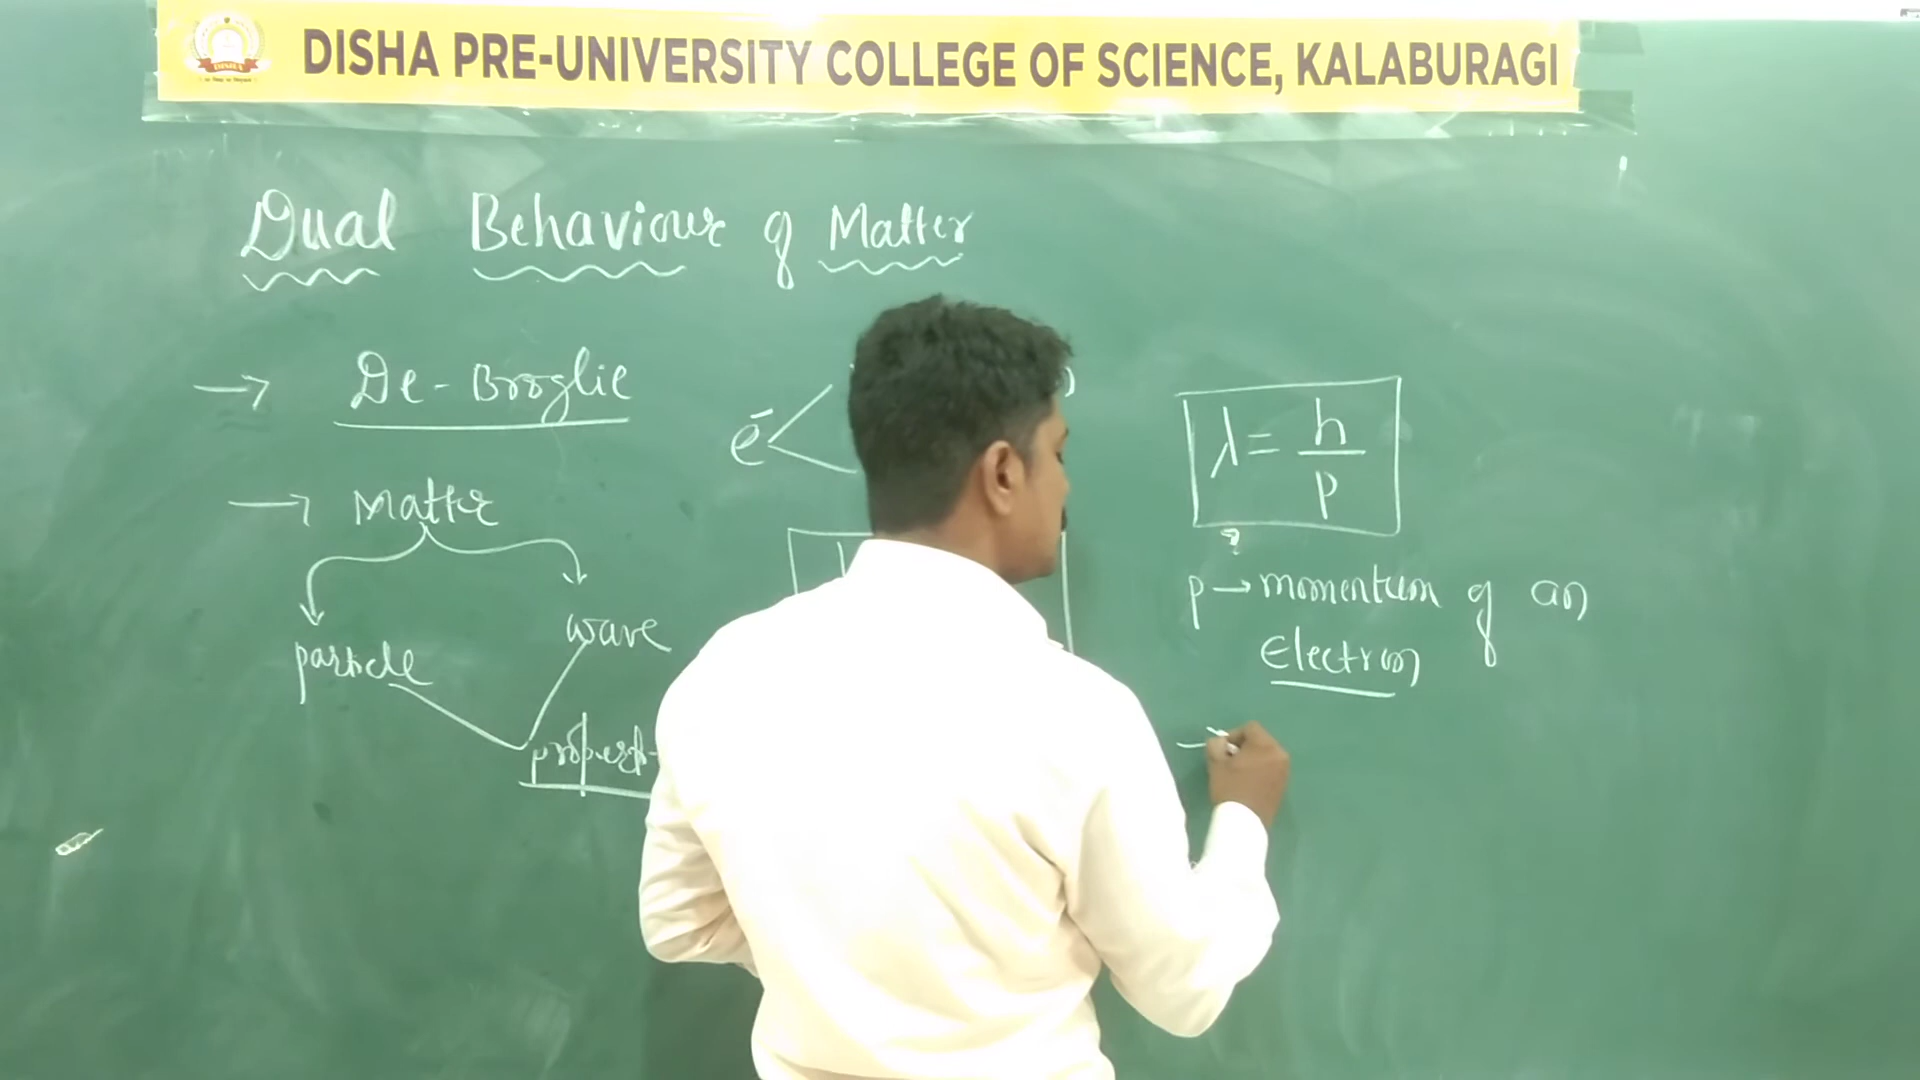 DISHA PRE-UNIVERSITY COLLEGE OF SCIENCE, KALABURAGI
Dual Behaviour of Matter
→ De-Broglie
e⁻
λ = h/p
→ Matter
particle
wave
p → momentum of an
Electron